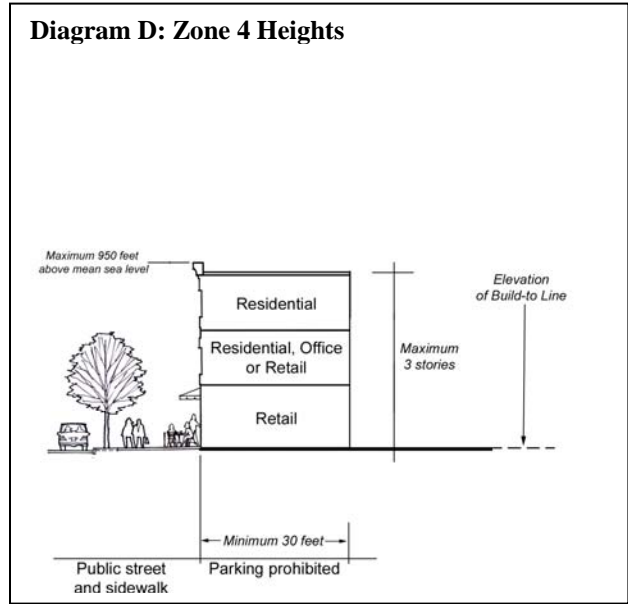 Diagram D: Zone 4 Heights
Maximum 950 feet
above mean sea level
Residential
Residential, Office
or Retail
Retail
Maximum
3 stories
Elevation
of Build-to Line
Minimum 30 feet
Public street
and sidewalk
Parking prohibited